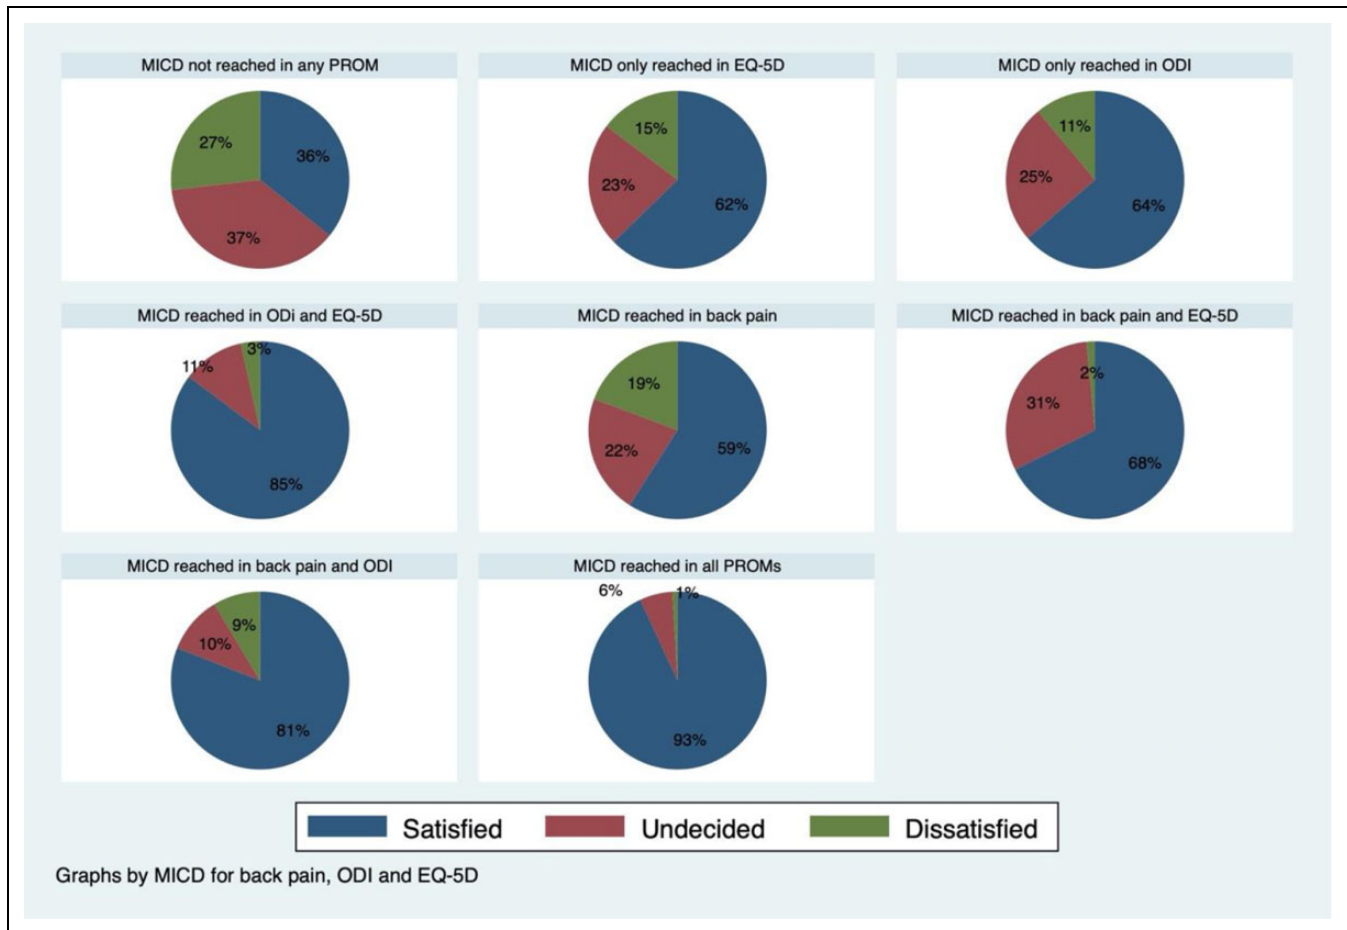 MICD not reached in any PROM
27%
36%
37%
MICD only reached in EQ-5D
15%
23%
62%
MICD only reached in ODI
11%
25%
64%
MICD reached in ODi and EQ-5D
3%
11%
85%
MICD reached in back pain
19%
22%
59%
MICD reached in back pain and EQ-5D
2%
31%
68%
MICD reached in back pain and ODI
9%
10%
81%
MICD reached in all PROMs
6%
1%
93%
Satisfied
Undecided
Dissatisfied
Graphs by MICD for back pain, ODI and EQ-5D